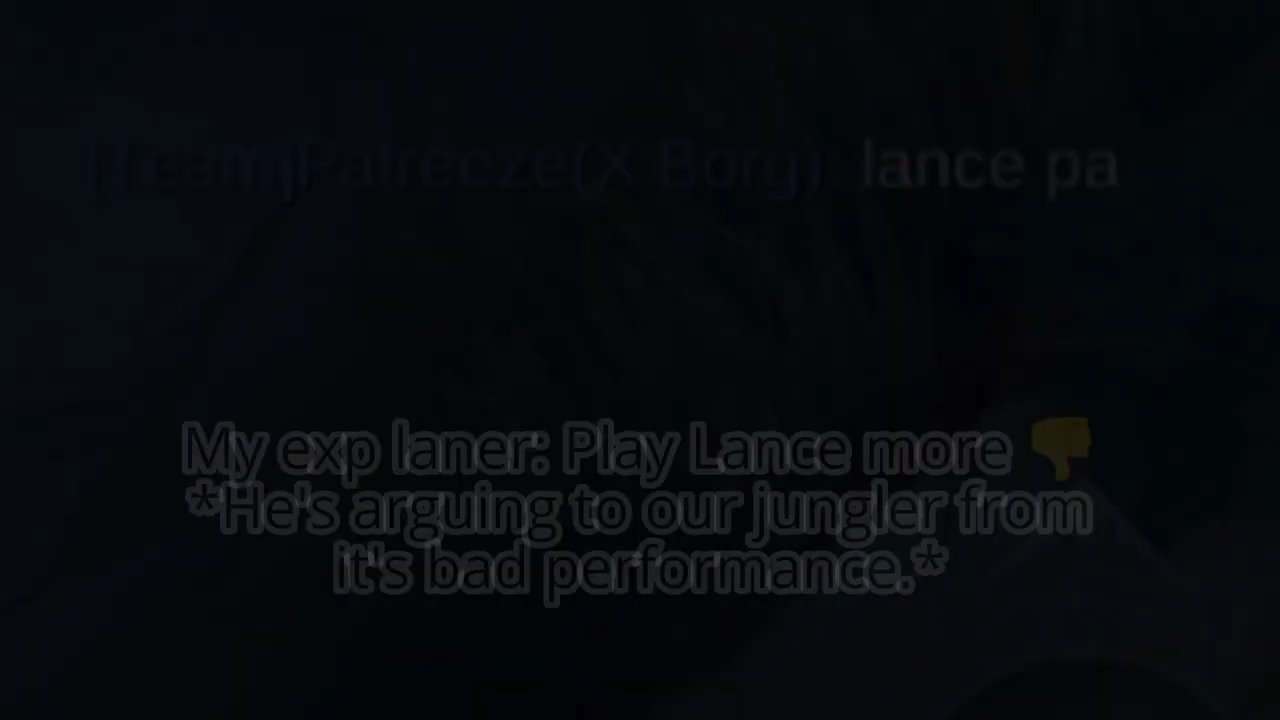 [Team]Patreeze(X.Borg): lance pa
My exp laner: Play Lance more 👎
*He's arguing to our jungler from
it's bad performance.*